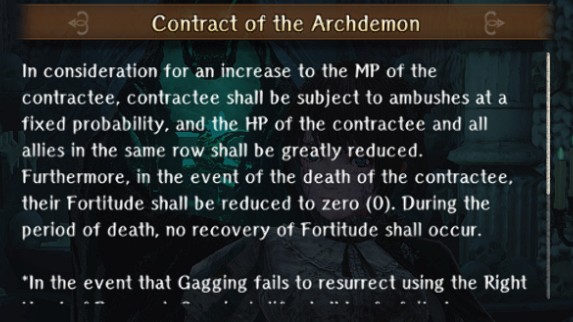 Contract of the Archdemon
In consideration for an increase to the MP of the
contractee, contractee shall be subject to ambushes at a
fixed probability, and the HP of the contractee and all
allies in the same row shall be greatly reduced.
Furthermore, in the event of the death of the contractee,
their Fortitude shall be reduced to zero (0). During the
period of death, no recovery of Fortitude shall occur.
*In the event that Gagging fails to resurrect using the Right